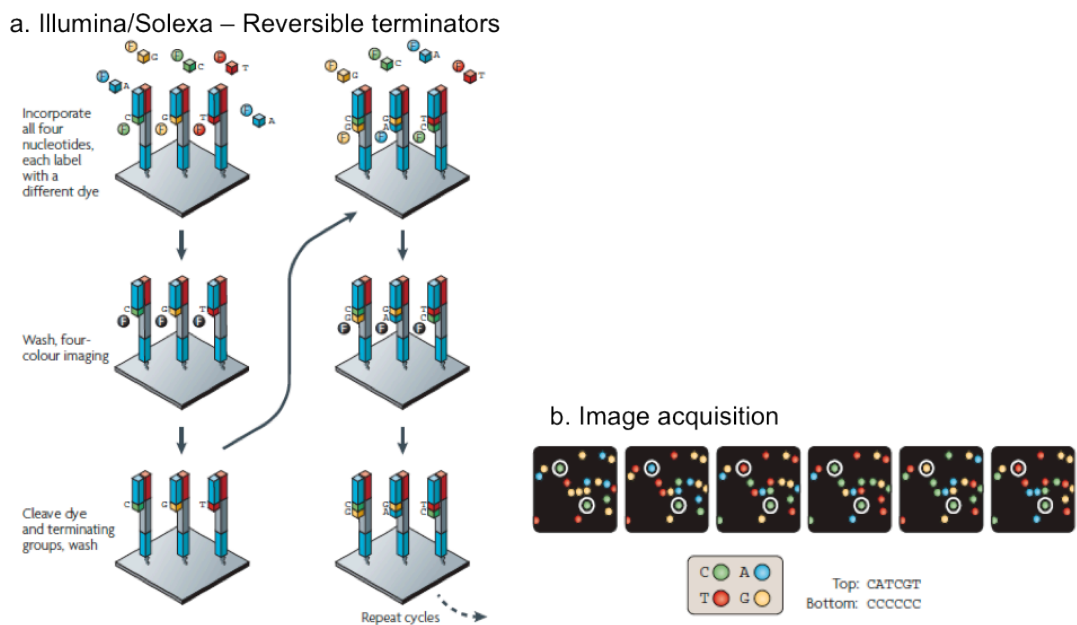 a. Illumina/Solexa – Reversible terminators
F G F C F T F A F A
F G F C F A F T
Incorporate
all four
nucleotides,
each label
with a
different dye
C G T
F F F
C G T
G A C
F F F
Wash, four-
colour imaging
C G T
F F F
C G T
G A C
F F F
Cleave dye
and terminating
groups, wash
C G T
C G T
G A C
Repeat cycles
b. Image acquisition
C A
T G
Top: CATCGT
Bottom: CCCCCC